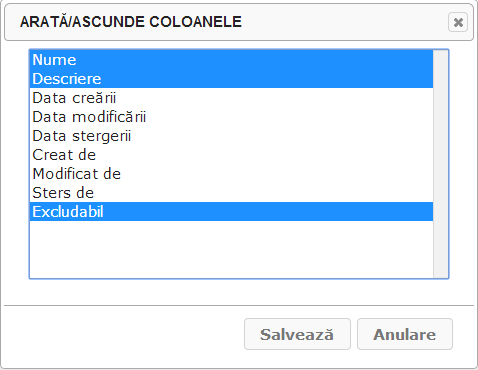 ARATĂ/ASCUNDE COLOANELE
Nume
Descriere
Data creării
Data modificării
Data stergerii
Creat de
Modificat de
Sters de
Excludabil
Salvează
Anulare